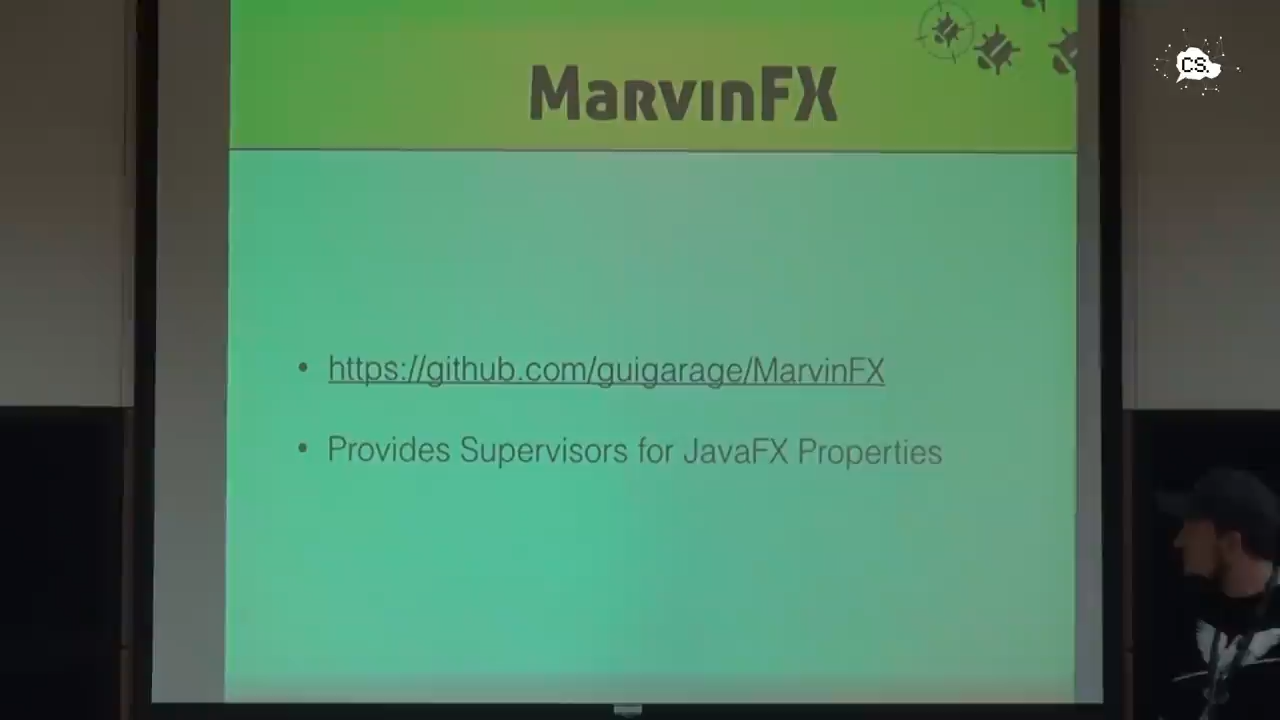 CS.
MarvinFX
• https://github.com/guigarage/MarvinFX
• Provides Supervisors for JavaFX Properties